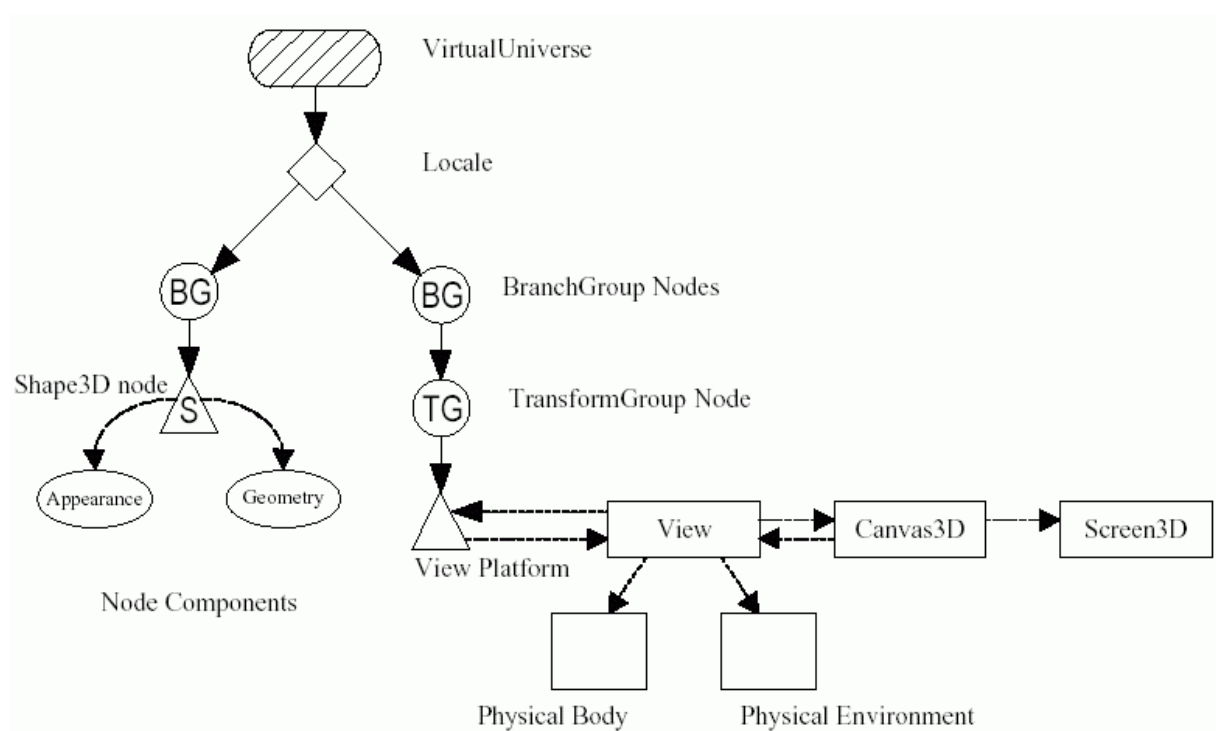 VirtualUniverse
Locale
BG
BG
BranchGroup Nodes
Shape3D node
S
TG
TransformGroup Node
Appearance
Geometry
View
Canvas3D
Screen3D
View Platform
Node Components
Physical Body
Physical Environment